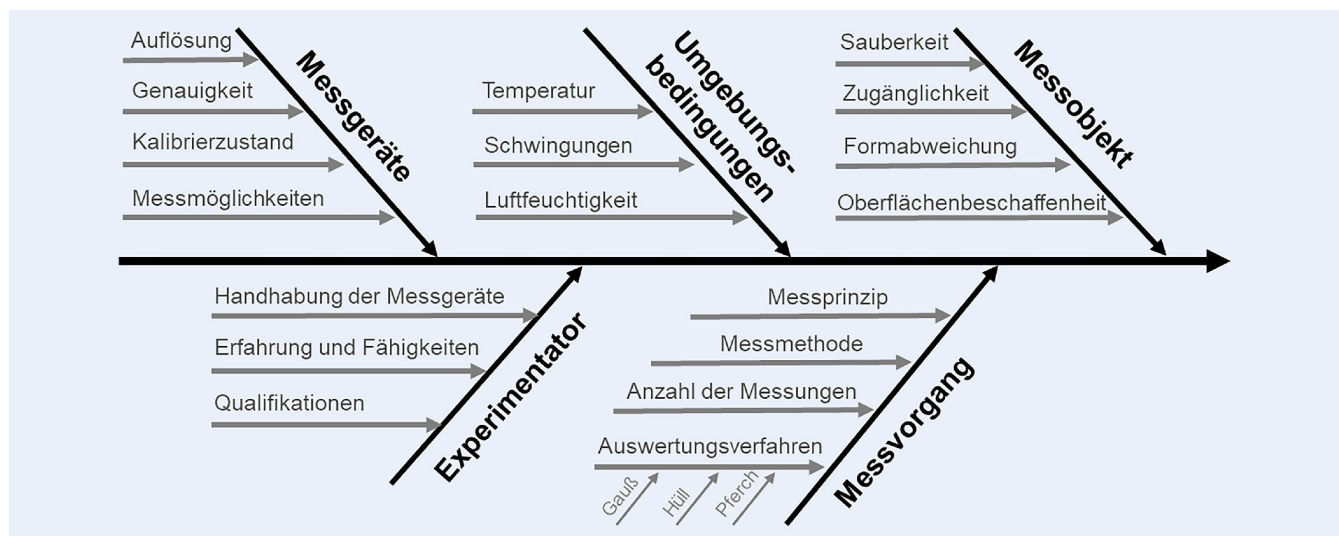 Auflösung
Genauigkeit
Kalibrierzustand
Messmöglichkeiten
Messgeräte
Temperatur
Schwingungen
Luftfeuchtigkeit
Umgebungs-
bedingungen
Sauberkeit
Zugänglichkeit
Formabweichung
Oberflächenbeschaffenheit
Messobjekt
Handhabung der Messgeräte
Erfahrung und Fähigkeiten
Qualifikationen
Experimentator
Messprinzip
Messmethode
Anzahl der Messungen
Auswertungsverfahren
Gauß
Hüll
Pferch
Messvorgang